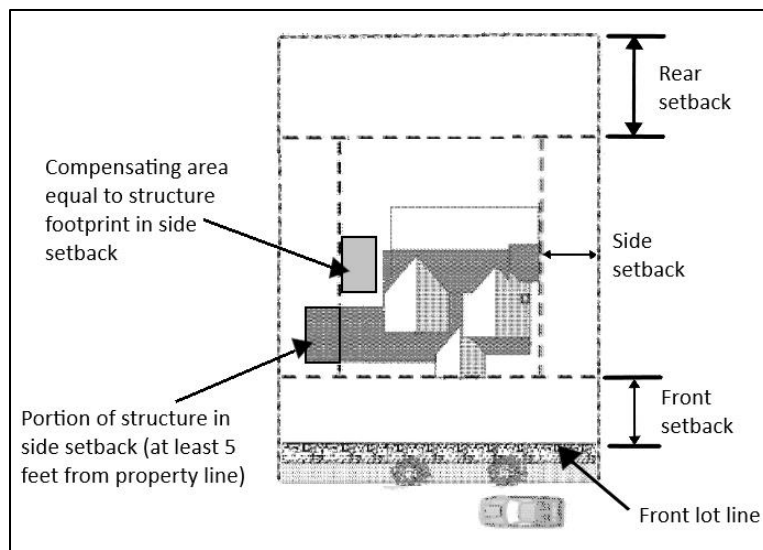 Rear
setback
Compensating area
equal to structure
footprint in side
setback
Side
setback
Portion of structure in
side setback (at least 5
feet from property line)
Front
setback
Front lot line